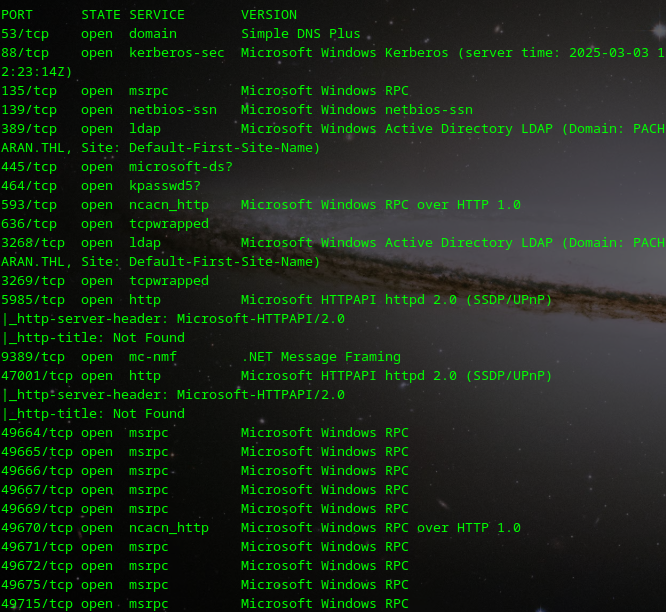 PORT      STATE SERVICE       VERSION
53/tcp    open  domain        Simple DNS Plus
88/tcp    open  kerberos-sec  Microsoft Windows Kerberos (server time: 2025-03-03 1
2:23:14Z)
135/tcp   open  msrpc         Microsoft Windows RPC
139/tcp   open  netbios-ssn   Microsoft Windows netbios-ssn
389/tcp   open  ldap          Microsoft Windows Active Directory LDAP (Domain: PACH
ARAN.THL, Site: Default-First-Site-Name)
445/tcp   open  microsoft-ds?
464/tcp   open  kpasswd5?
593/tcp   open  ncacn_http    Microsoft Windows RPC over HTTP 1.0
636/tcp   open  tcpwrapped
3268/tcp  open  ldap          Microsoft Windows Active Directory LDAP (Domain: PACH
ARAN.THL, Site: Default-First-Site-Name)
3269/tcp  open  tcpwrapped
5985/tcp  open  http          Microsoft HTTPAPI httpd 2.0 (SSDP/UPnP)
|_http-server-header: Microsoft-HTTPAPI/2.0
|_http-title: Not Found
9389/tcp  open  mc-nmf        .NET Message Framing
47001/tcp open  http          Microsoft HTTPAPI httpd 2.0 (SSDP/UPnP)
|_http-server-header: Microsoft-HTTPAPI/2.0
|_http-title: Not Found
49664/tcp open  msrpc         Microsoft Windows RPC
49665/tcp open  msrpc         Microsoft Windows RPC
49666/tcp open  msrpc         Microsoft Windows RPC
49667/tcp open  msrpc         Microsoft Windows RPC
49669/tcp open  msrpc         Microsoft Windows RPC
49670/tcp open  ncacn_http    Microsoft Windows RPC over HTTP 1.0
49671/tcp open  msrpc         Microsoft Windows RPC
49672/tcp open  msrpc         Microsoft Windows RPC
49675/tcp open  msrpc         Microsoft Windows RPC
49715/tcp open  msrpc         Microsoft Windows RPC